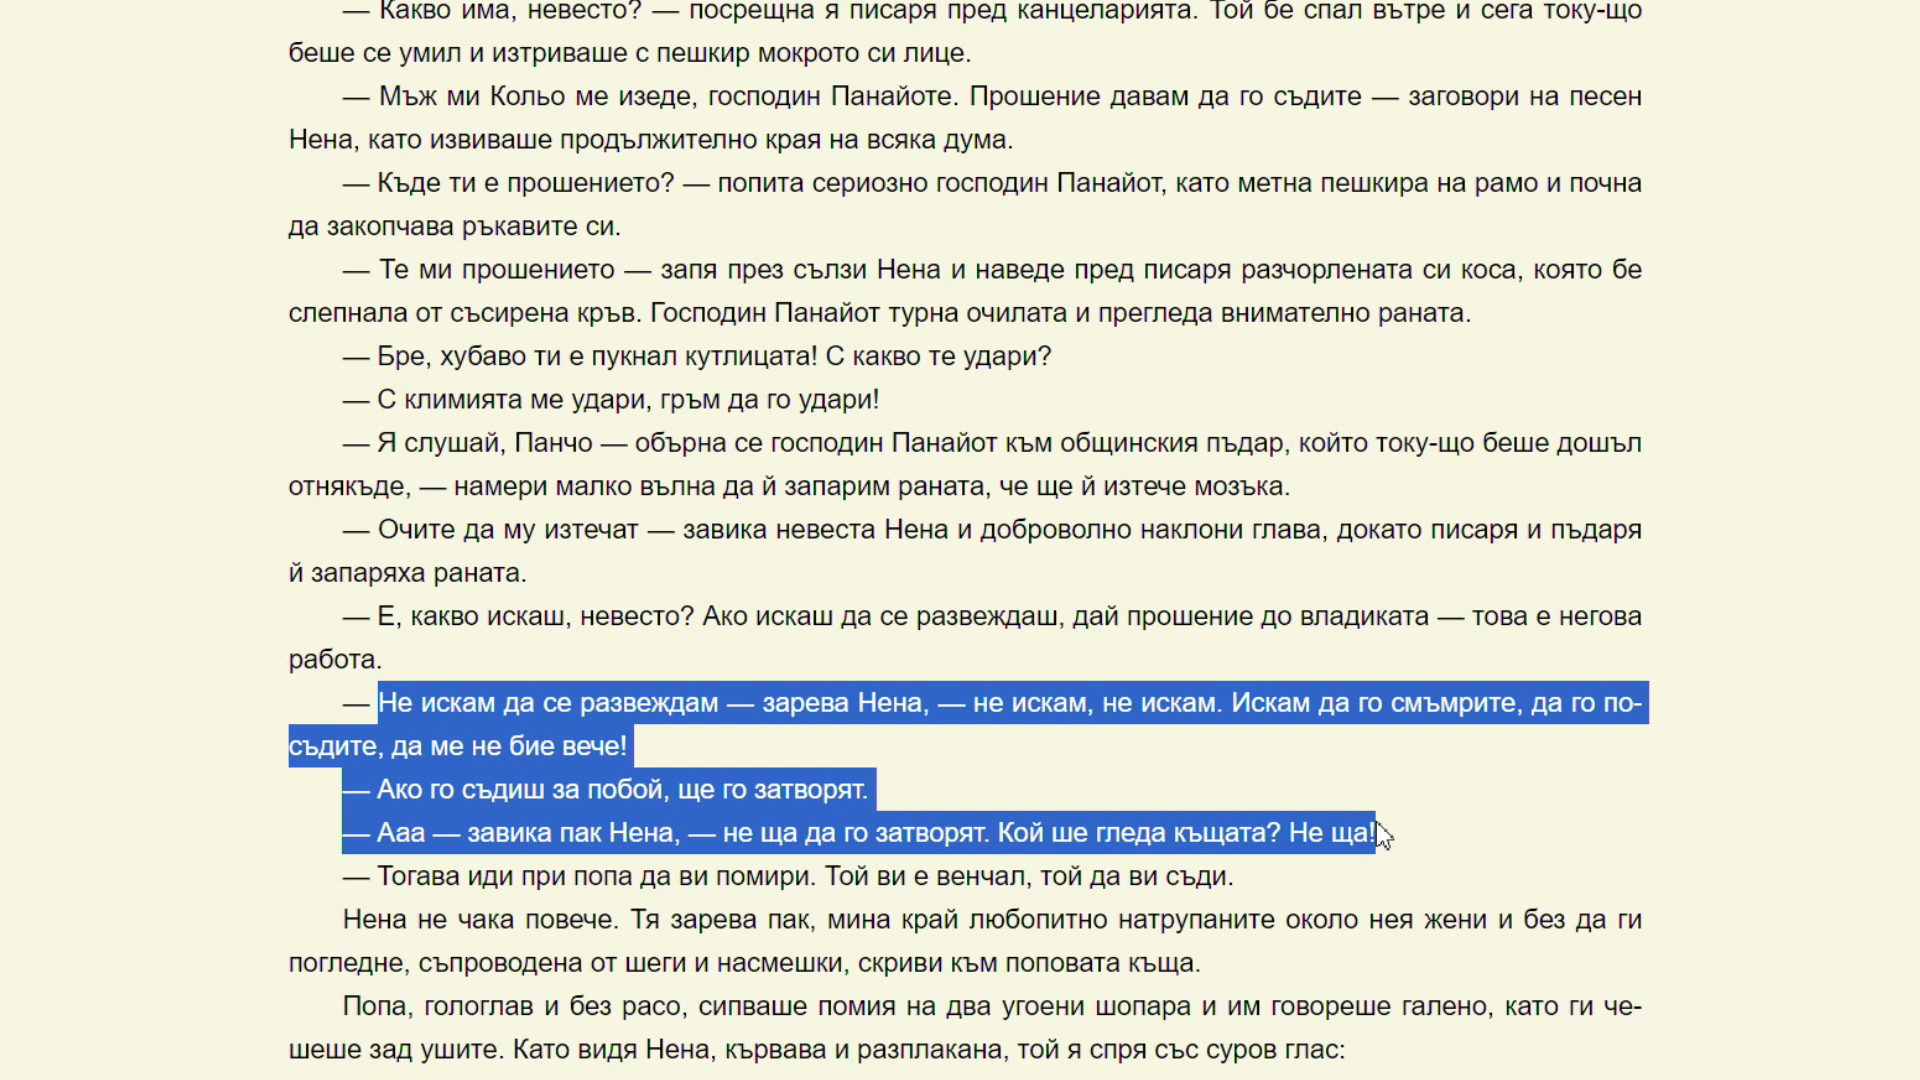 — Какво има, невесто? — посрещна я писаря пред канцеларията. Той бе спал вътре и сега току-що
беше се умил и изтриваше с пешкир мокрото си лице.
— Мъж ми Кольо ме изеде, господин Панайоте. Прошение давам да го съдите — заговори на песен
Нена, като извиваше продължително края на всяка дума.
— Къде ти е прошението? — попита сериозно господин Панайот, като метна пешкира на рамо и почна
да закопчава ръкавите си.
— Те ми прошението — запя през сълзи Нена и наведе пред писаря разчорлената си коса, която бе
слепнала от съсирена кръв. Господин Панайот турна очилата и прегледа внимателно раната.
— Бре, хубаво ти е пукнал кутлицата! С какво те удари?
— С климията ме удари, гръм да го удари!
— Я слушай, Панчо — обърна се господин Панайот към общинския пъдар, който току-що беше дошъл
отнякъде, — намери малко вълна да й запарим раната, че ще й изтече мозъка.
— Очите да му изтечат — завика невеста Нена и доброволно наклони глава, докато писаря и пъдаря
й запаряха раната.
— Е, какво искаш, невесто? Ако искаш да се развеждаш, дай прошение до владиката — това е негова
работа.
— Не искам да се развеждам — зарева Нена, — не искам, не искам. Искам да го смъмрите, да го по-
съдите, да ме не бие вече!
— Ако го съдиш за побой, ще го затворят.
— Ааа — завика пак Нена, — не ща да го затворят. Кой ше гледа къщата? Не ща!
— Тогава иди при попа да ви помири. Той ви е венчал, той да ви съди.
Нена не чака повече. Тя зарева пак, мина край любопитно натрупаните около нея жени и без да ги
погледне, съпроводена от шеги и насмешки, скриви към поповата къща.
Попа, гологлав и без расо, сипваше помия на два угоени шопара и им говореше галено, като ги че-
шеше зад ушите. Като видя Нена, кървава и разплакана, той я спря със суров глас: